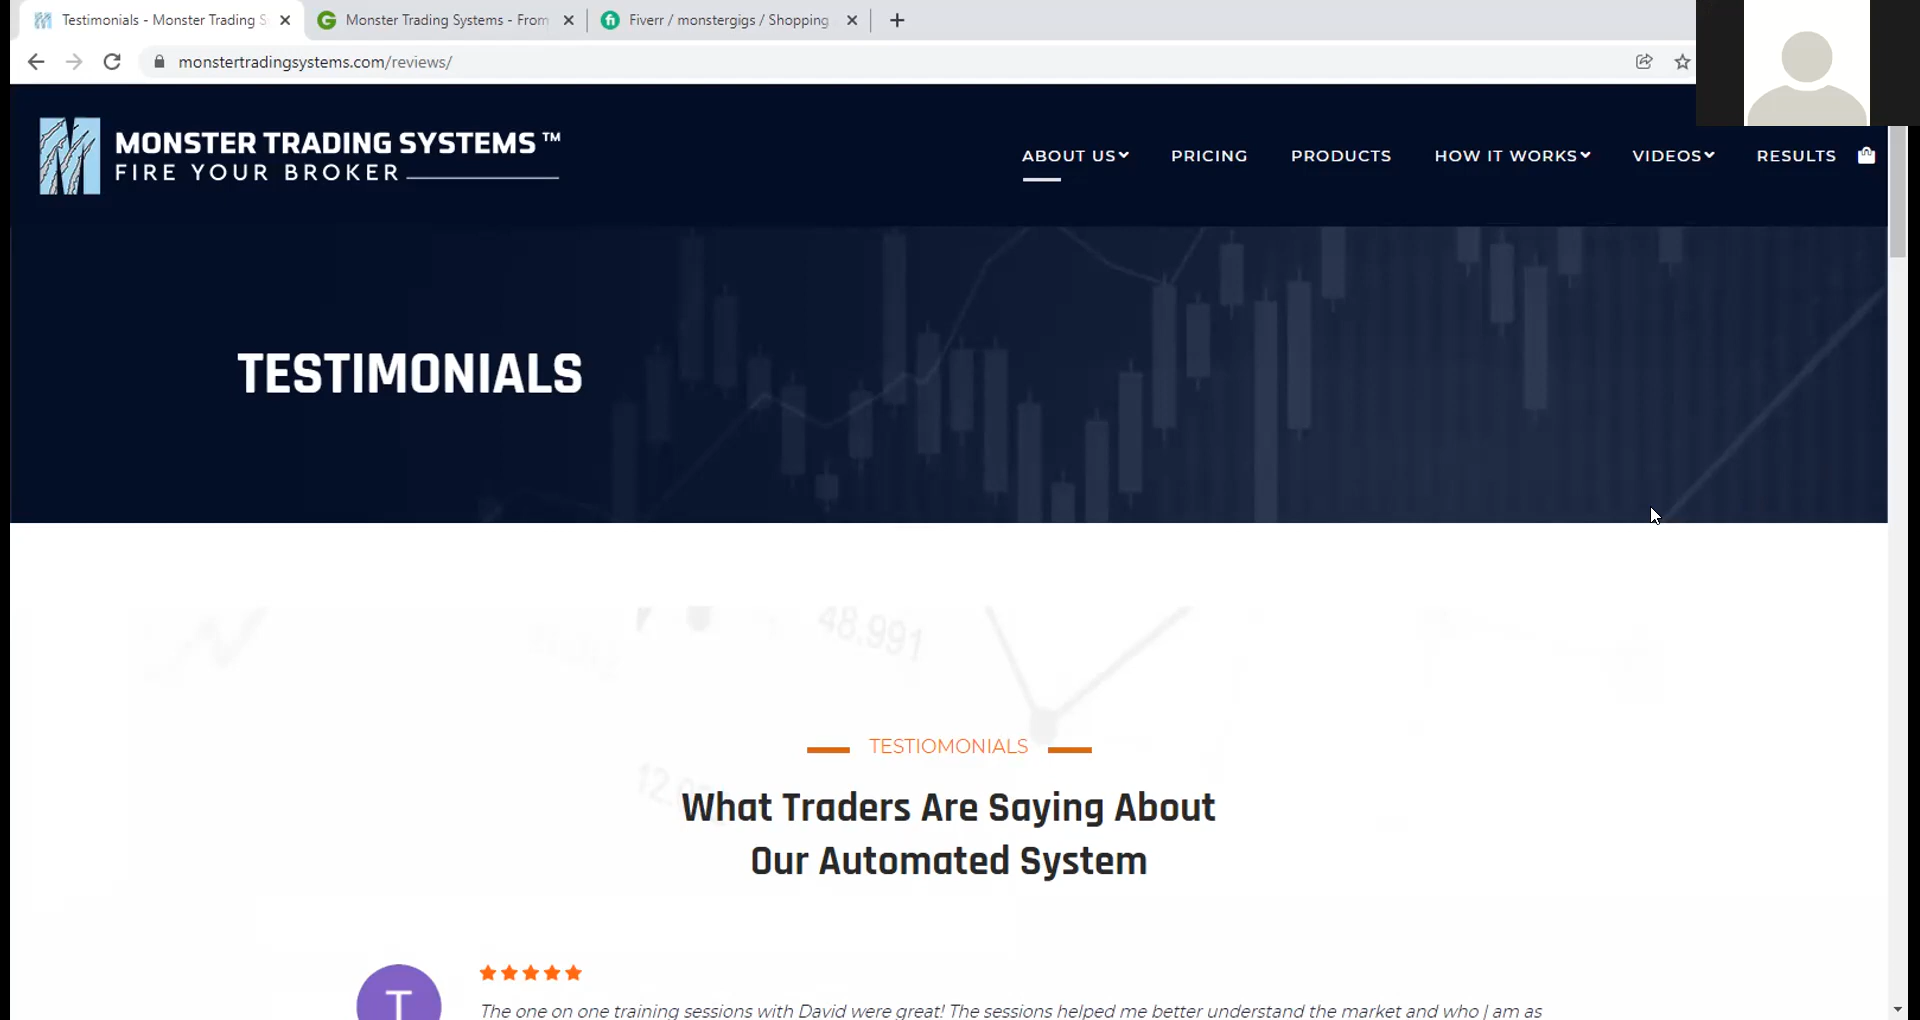 Testimonials - Monster Trading S
Monster Trading Systems - From
Fiverr / monstergigs / Shopping
monstertradingsystems.com/reviews/
MONSTER TRADING SYSTEMS™
FIRE YOUR BROKER
ABOUT US
PRICING
PRODUCTS
HOW IT WORKS
VIDEOS
RESULTS
TESTIMONIALS
48.991
TESTIOMONIALS
What Traders Are Saying About
Our Automated System
T
The one on one training sessions with David were great! The sessions helped me better understand the market and who I am as